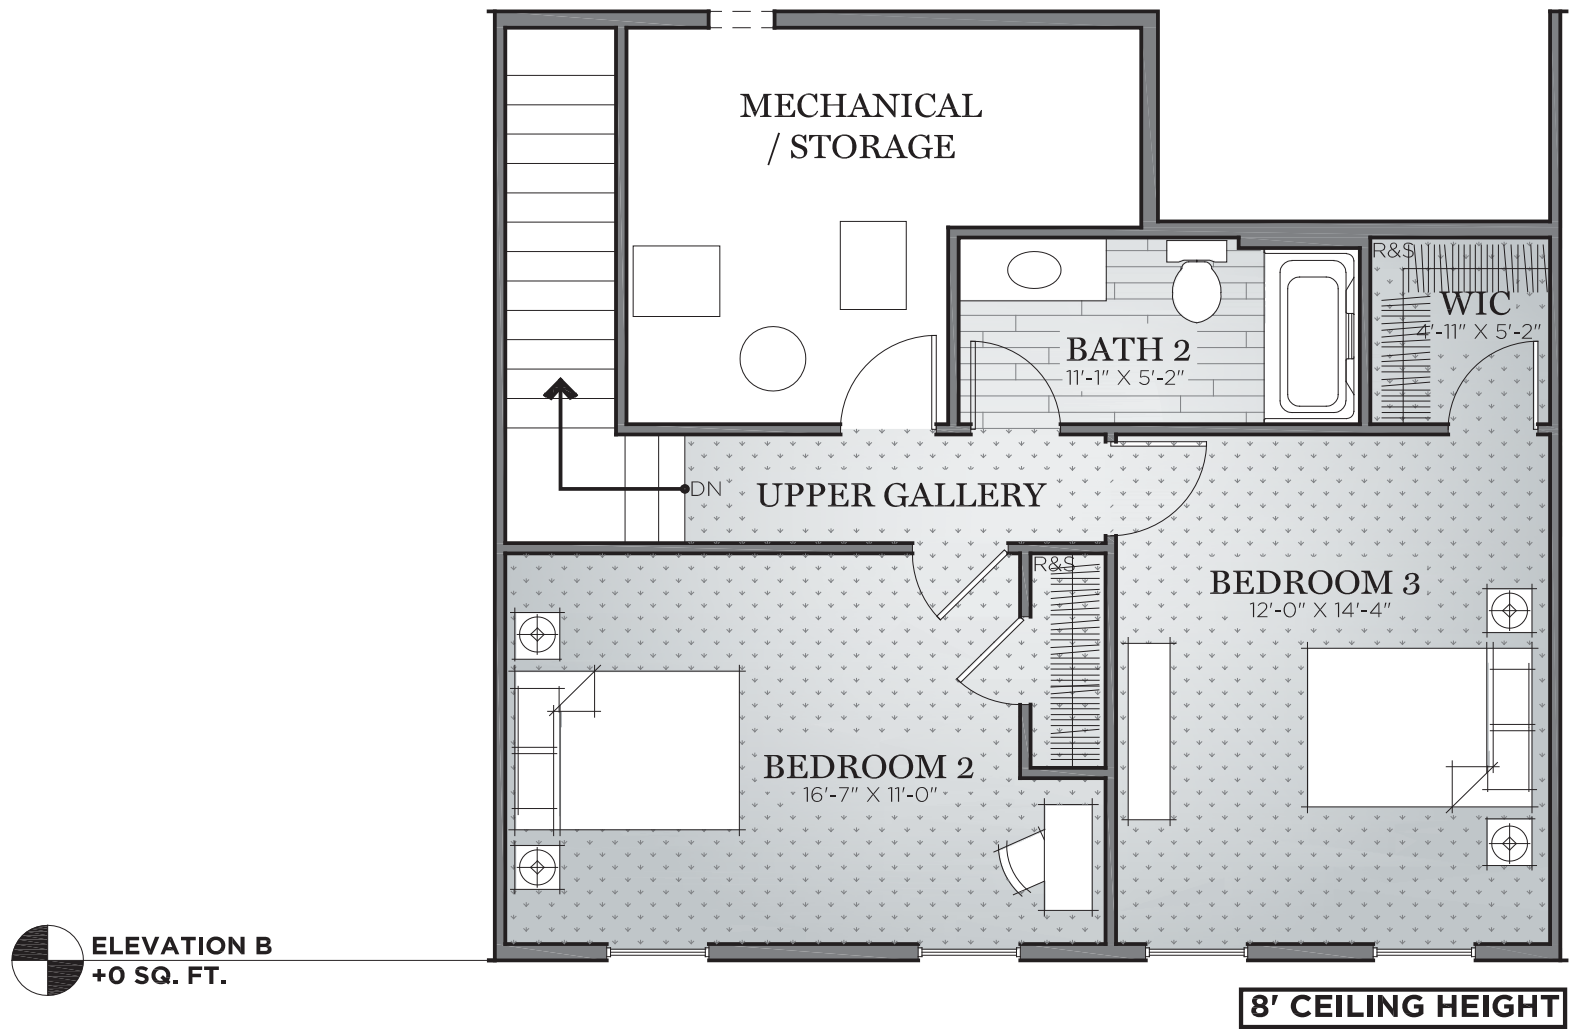 MECHANICAL
/ STORAGE
R&S
WIC
4'-11" X 5'-2"
BATH 2
11'-1" X 5'-2"
DN
UPPER GALLERY
R&S
BEDROOM 3
12'-0" X 14'-4"
BEDROOM 2
16'-7" X 11'-0"
ELEVATION B
+0 SQ. FT.
8' CEILING HEIGHT